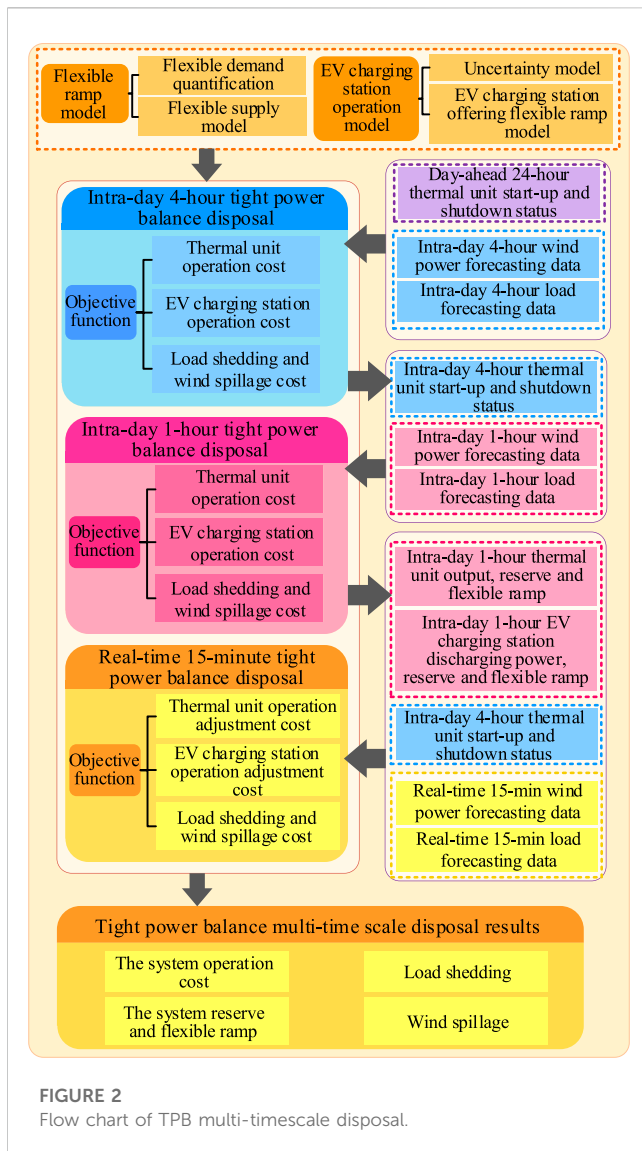 Flexible
ramp
model
Flexible demand
quantification
Flexible supply
model
EV charging
station
operation
model
Uncertainty model
EV charging station
offering flexible ramp
model
Intra-day 4-hour tight power
balance disposal
Objective
function
Thermal unit
operation cost
EV charging station
operation cost
Load shedding and
wind spillage cost
Day-ahead 24-hour
thermal unit start-up and
shutdown status
Intra-day 4-hour wind
power forecasting data
Intra-day 4-hour load
forecasting data
Intra-day 4-hour thermal
unit start-up and shutdown
status
Intra-day 1-hour tight power
balance disposal
Objective
function
Thermal unit
operation cost
EV charging station
operation cost
Load shedding and
wind spillage cost
Intra-day 1-hour wind
power forecasting data
Intra-day 1-hour load
forecasting data
Intra-day 1-hour thermal
unit output, reserve and
flexible ramp
Intra-day 1-hour EV
charging station
discharging power,
reserve and flexible ramp
Real-time 15-minute tight
power balance disposal
Objective
function
Thermal unit operation
adjustment cost
EV charging station
operation adjustment
cost
Load shedding and
wind spillage cost
Intra-day 4-hour thermal
unit start-up and
shutdown status
Real-time 15-min wind
power forecasting data
Real-time 15-min load
forecasting data
Tight power balance multi-time scale disposal results
The system operation
cost
Load shedding
The system reserve
and flexible ramp
Wind spillage
FIGURE 2
Flow chart of TPB multi-timescale disposal.